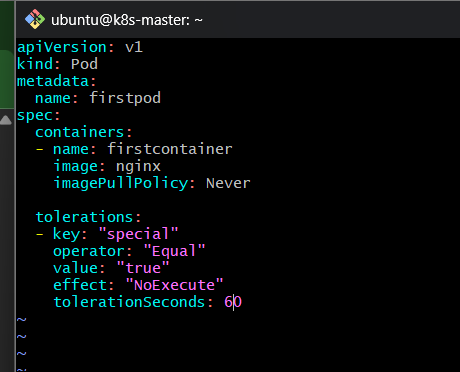 ubuntu@k8s-master: ~
apiVersion: v1
kind: Pod
metadata:
  name: firstpod
spec:
  containers:
  - name: firstcontainer
    image: nginx
    imagePullPolicy: Never

  tolerations:
  - key: "special"
    operator: "Equal"
    value: "true"
    effect: "NoExecute"
    tolerationSeconds: 60
~
~
~
~